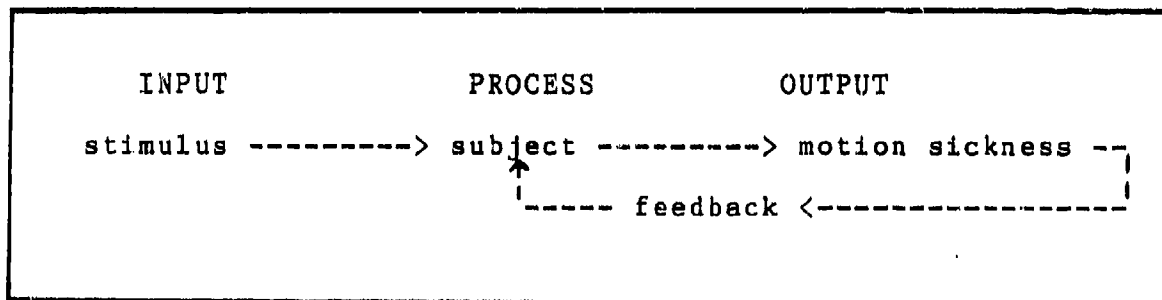 INPUT PROCESS OUTPUT
stimulus ---------> subject ---------> motion sickness --
----- feedback <-----------------